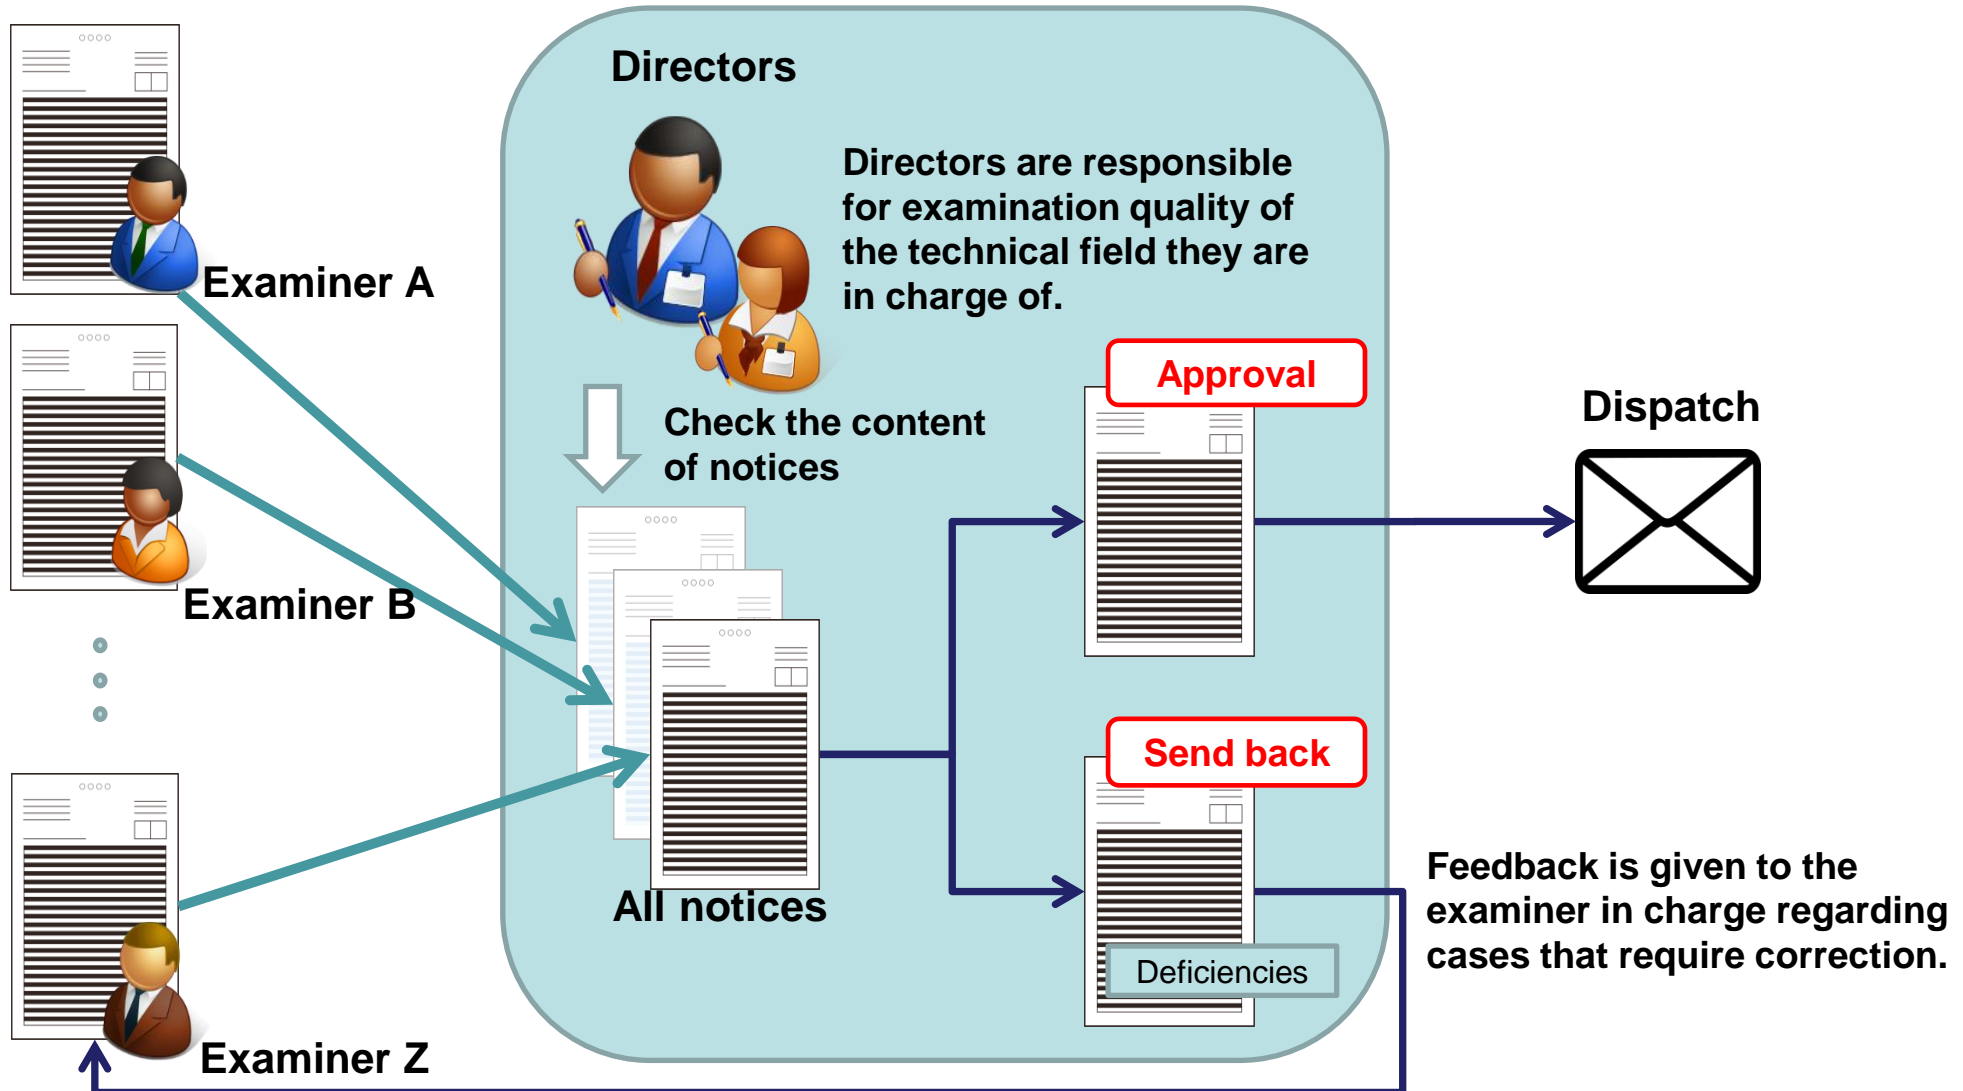 Directors
Directors are responsible
for examination quality of
the technical field they are
in charge of.
Examiner A
Approval
Dispatch
Check the content
of notices
Examiner B
Send back
Feedback is given to the
examiner in charge regarding
cases that require correction.
All notices
Deficiencies
Examiner Z